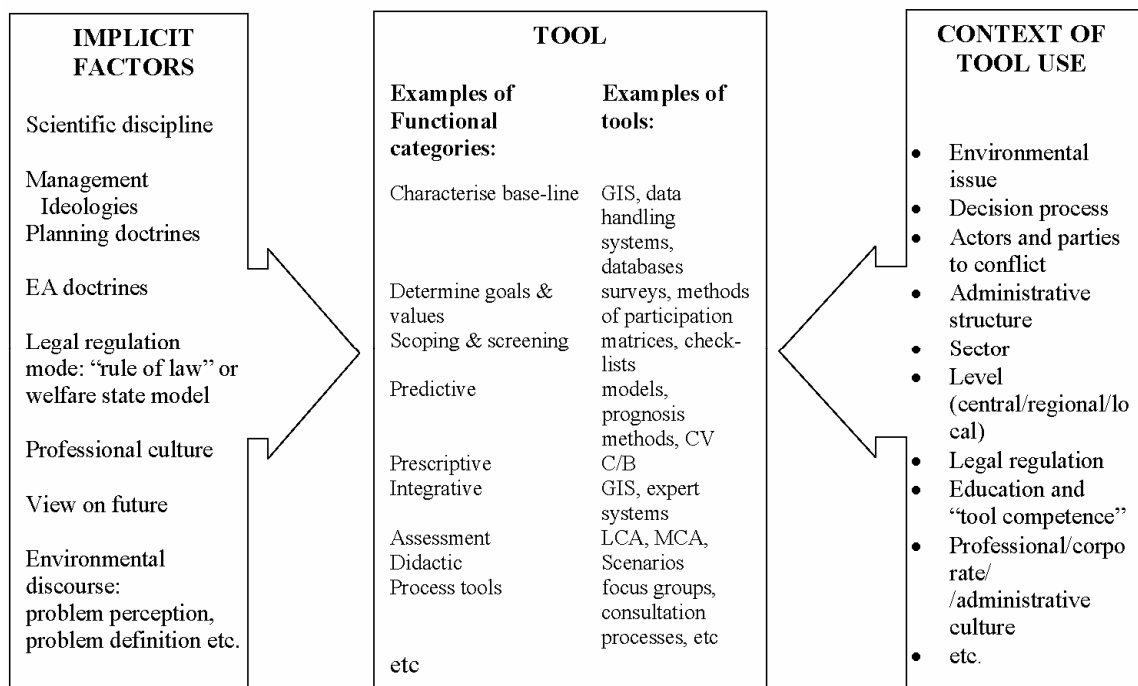 IMPLICIT
FACTORS
Scientific discipline
Management
Ideologies
Planning doctrines
EA doctrines
Legal regulation
mode: “rule of law” or
welfare state model
Professional culture
View on future
Environmental
discourse:
problem perception,
problem definition etc.
TOOL
Examples of
Functional
categories:
Examples of
tools:
Characterise base-line
GIS, data
handling
systems,
databases
Determine goals &
values
surveys, methods
of participation
Scoping & screening
matrices, check-
lists
Predictive
models,
prognosis
methods, CV
Prescriptive
C/B
Integrative
GIS, expert
systems
Assessment
LCA, MCA,
Didactic
Scenarios
Process tools
focus groups,
consultation
processes, etc
etc
CONTEXT OF
TOOL USE
• Environmental
issue
• Decision process
• Actors and parties
to conflict
• Administrative
structure
• Sector
• Level
(central/regional/lo
cal)
• Legal regulation
• Education and
“tool competence”
• Professional/corpo
rate/
/administrative
culture
• etc.